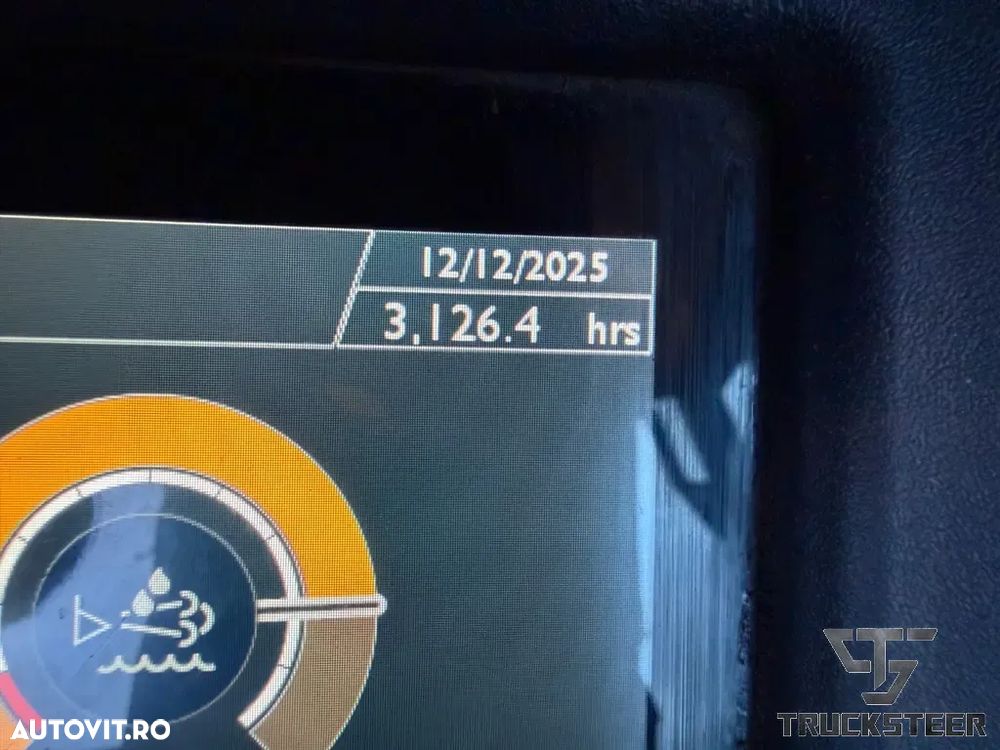 12/12/2025
3,126.4 hrs
AUTOVIT.RO
TRUCKSTEER